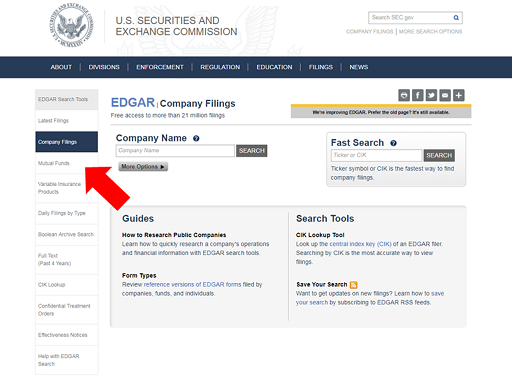 U.S. SECURITIES AND
EXCHANGE COMMISSION
Search SEC.gov
COMPANY FILINGS | MORE SEARCH OPTIONS
ABOUT DIVISIONS ENFORCEMENT REGULATION EDUCATION FILINGS NEWS
EDGAR Search Tools
Latest Filings
Company Filings
Mutual Funds
Variable Insurance
Products
Daily Filings by Type
Boolean Archive Search
Full Text
(Past 4 Years)
CIK Lookup
Confidential Treatment
Orders
Effectiveness Notices
Help with EDGAR
Search
EDGAR | Company Filings
Free access to more than 21 million filings
We're improving EDGAR. Prefer the old page? It's still available.
Company Name ?
Company Name SEARCH
More Options
Fast Search ?
Ticker or CIK SEARCH
Ticker symbol or CIK is the fastest way to find
company filings.
Guides
How to Research Public Companies
Learn how to quickly research a company's operations
and financial information with EDGAR search tools.
Form Types
Review reference versions of EDGAR forms filed by
companies, funds, and individuals.
Search Tools
CIK Lookup Tool
Look up the central index key (CIK) of an EDGAR filer.
Searching by CIK is the most accurate way to view
filings.
Save Your Search
Want to get updates on new filings? Learn how to save
your search by subscribing to EDGAR RSS feeds.